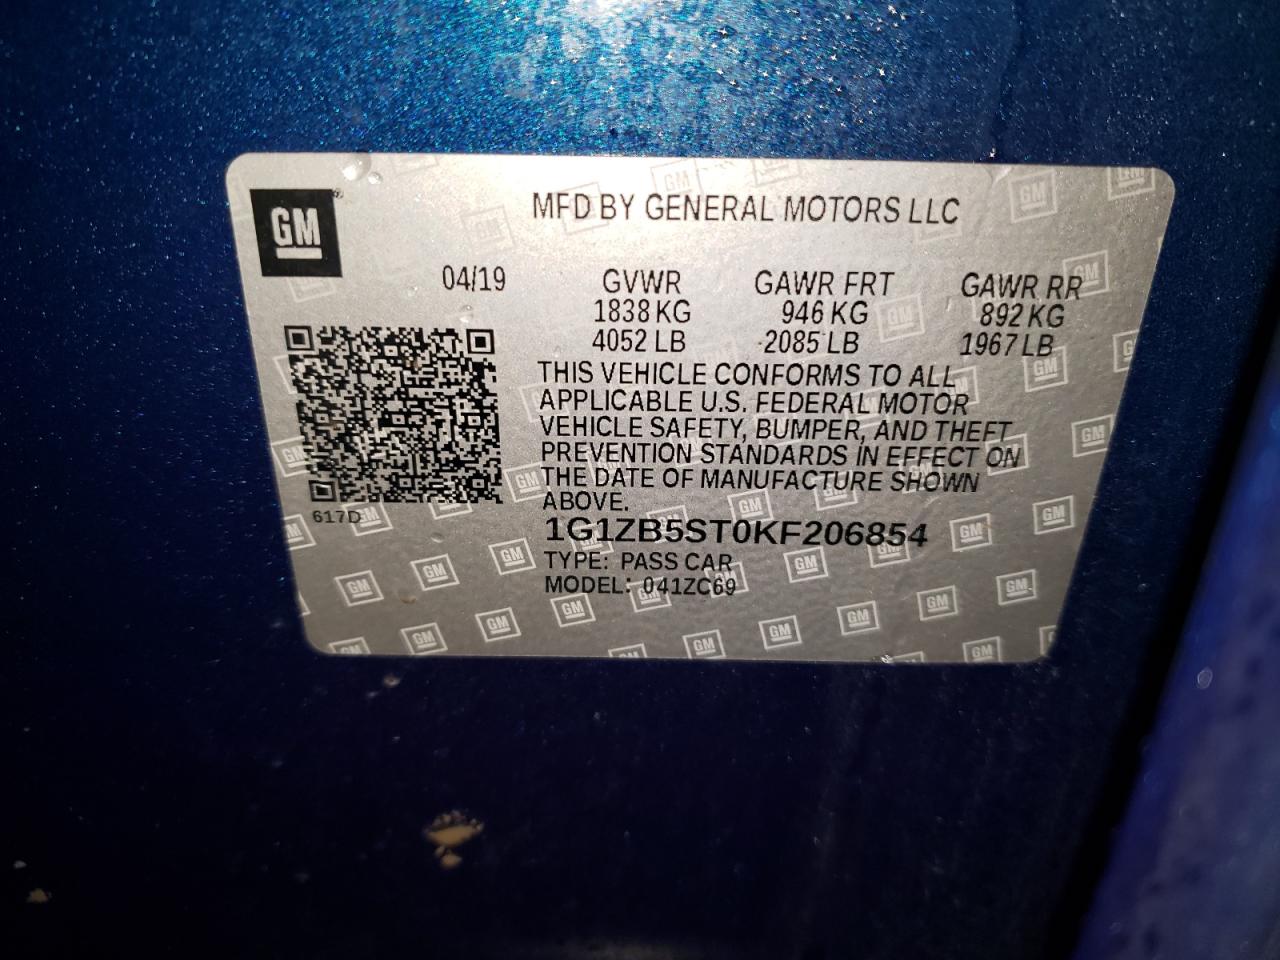 GM
MFD BY GENERAL MOTORS LLC
04/19 GVWR GAWR FRT GAWR RR
1838 KG 946 KG 892 KG
4052 LB 2085 LB 1967 LB
THIS VEHICLE CONFORMS TO ALL
APPLICABLE U.S. FEDERAL MOTOR
VEHICLE SAFETY, BUMPER, AND THEFT
PREVENTION STANDARDS IN EFFECT ON
THE DATE OF MANUFACTURE SHOWN
ABOVE.
617D
1G1ZB5ST0KF206854
TYPE: PASS CAR
MODEL: 041ZC69